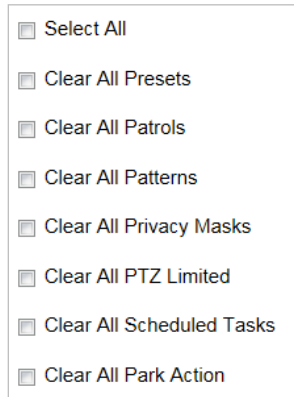 Select All
Clear All Presets
Clear All Patrols
Clear All Patterns
Clear All Privacy Masks
Clear All PTZ Limited
Clear All Scheduled Tasks
Clear All Park Action